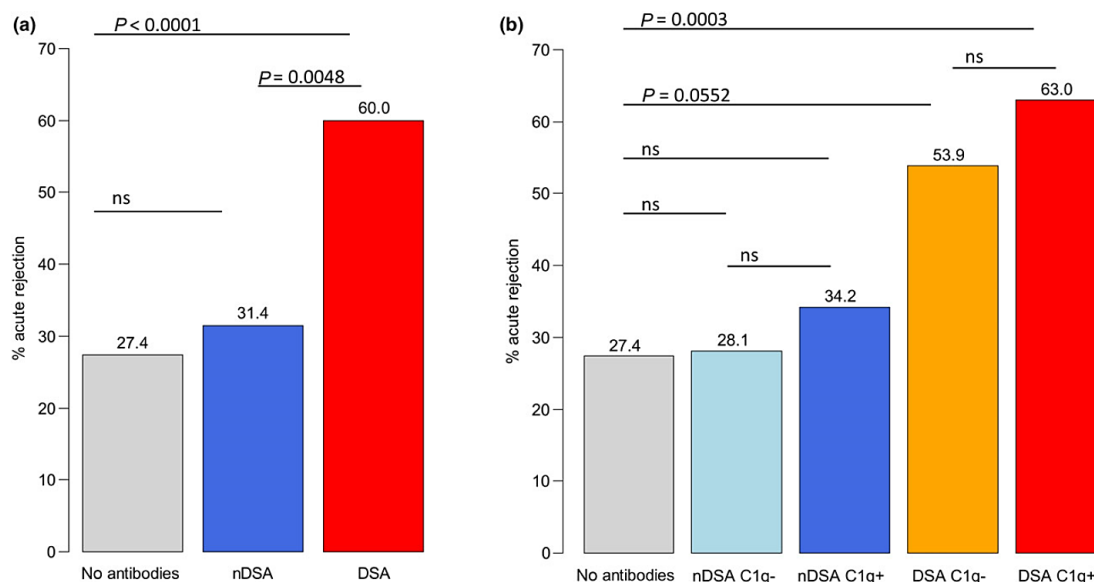 (a)
P < 0.0001
P = 0.0048
ns
% acute rejection
70
60
50
40
30
20
10
0
27.4
31.4
60.0
No antibodies nDSA DSA
(b)
P = 0.0003
ns
P = 0.0552
ns
ns
ns
% acute rejection
70
60
50
40
30
20
10
0
27.4
28.1
34.2
53.9
63.0
No antibodies nDSA C1q- nDSA C1q+ DSA C1q- DSA C1q+